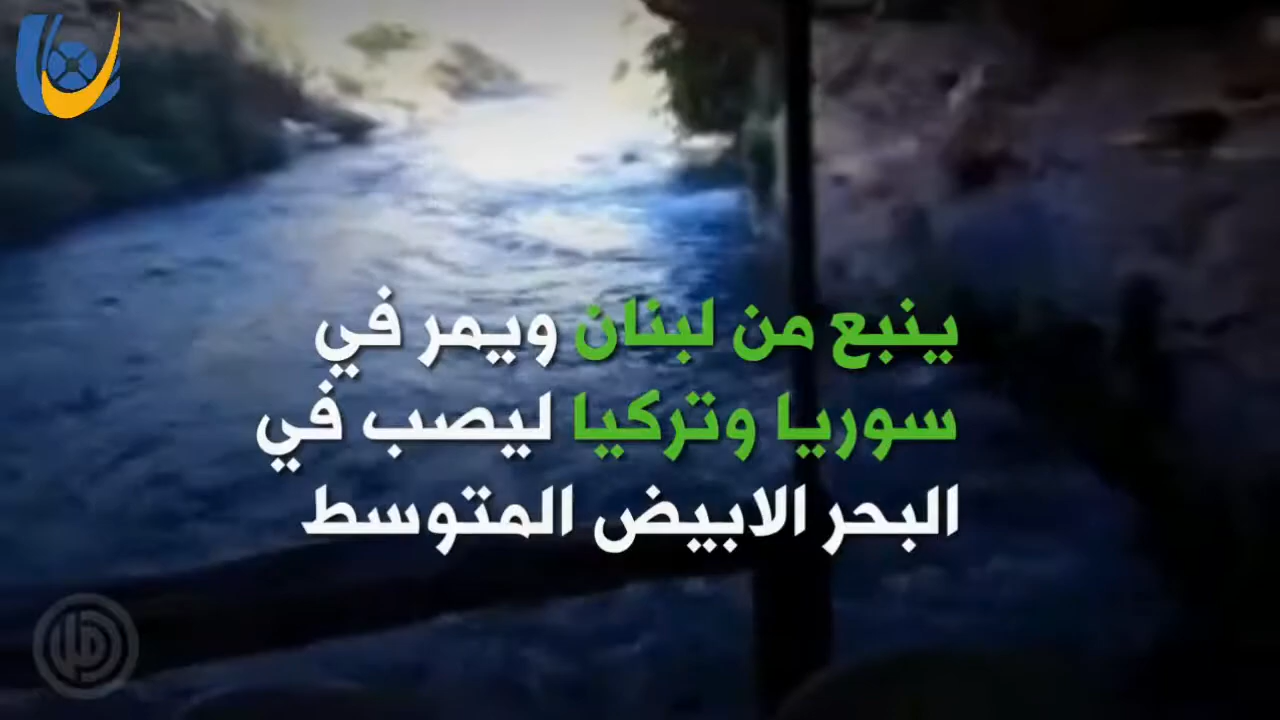 ينبع من لبنان ويمر في
سوريا وتركيا ليصب في
البحر الابيض المتوسط